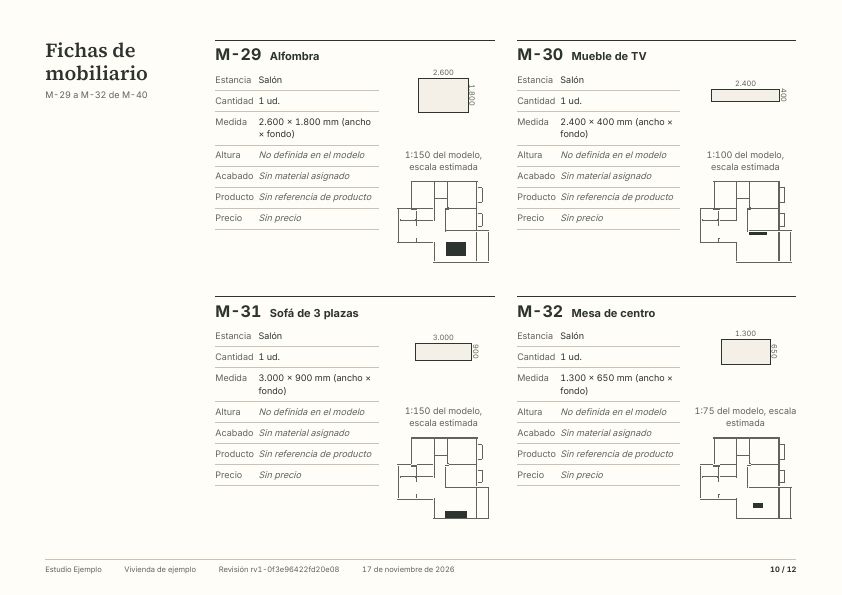 Fichas de
mobiliario
M-29 a M-32 de M-40
M-29 Alfombra
Estancia Salón
Cantidad 1 ud.
Medida 2.600 × 1.800 mm (ancho
× fondo)
Altura No definida en el modelo
Acabado Sin material asignado
Producto Sin referencia de producto
Precio Sin precio
2.600
1.800
1:150 del modelo,
escala estimada
M-30 Mueble de TV
Estancia Salón
Cantidad 1 ud.
Medida 2.400 × 400 mm (ancho ×
fondo)
Altura No definida en el modelo
Acabado Sin material asignado
Producto Sin referencia de producto
Precio Sin precio
2.400
400
1:100 del modelo,
escala estimada
M-31 Sofá de 3 plazas
Estancia Salón
Cantidad 1 ud.
Medida 3.000 × 900 mm (ancho ×
fondo)
Altura No definida en el modelo
Acabado Sin material asignado
Producto Sin referencia de producto
Precio Sin precio
3.000
900
1:150 del modelo,
escala estimada
M-32 Mesa de centro
Estancia Salón
Cantidad 1 ud.
Medida 1.300 × 650 mm (ancho ×
fondo)
Altura No definida en el modelo
Acabado Sin material asignado
Producto Sin referencia de producto
Precio Sin precio
1.300
650
1:75 del modelo, escala
estimada
Estudio Ejemplo Vivienda de ejemplo Revisión rv1-0f3e96422fd20e08 17 de noviembre de 2026 10 / 12